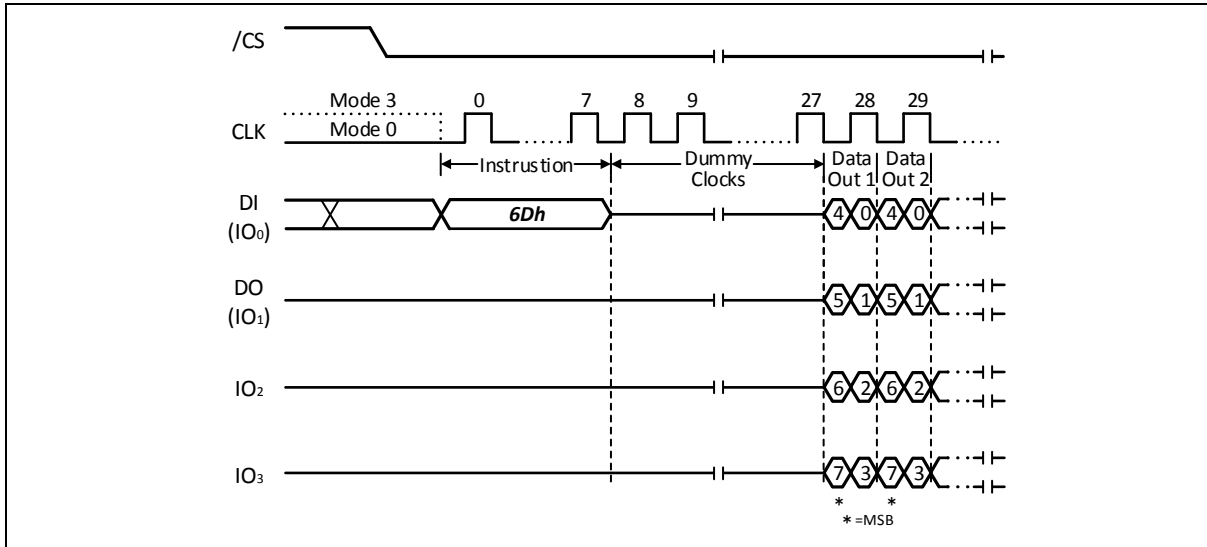 /CS
Mode 3
0 7 8 9 27 28 29
CLK
Mode 0
Instrustion
Dummy
Clocks
Data
Out 1
Data
Out 2
DI
(IO₀)
6Dh
4 0 4 0
DO
(IO₁)
5 1 5 1
IO₂
6 2 6 2
IO₃
7 3 7 3
* *
* =MSB